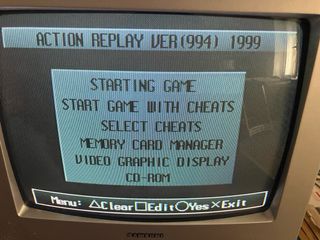 ACTION REPLAY VER(994) 1999
STARTING GAME
START GAME WITH CHEATS
SELECT CHEATS
MEMORY CARD MANAGER
VIDEO GRAPHIC DISPLAY
CD-ROM
Menu: △Clear□Edit○Yes×Exit
SAMSUNG